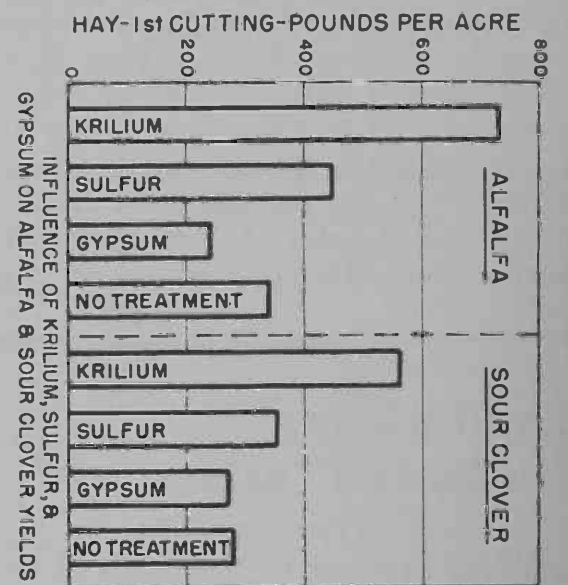 HAY-1st CUTTING-POUNDS PER ACRE
0 200 400 600 800
ALFALFA
KRILIUM
SULFUR
GYPSUM
NO TREATMENT
SOUR CLOVER
KRILIUM
SULFUR
GYPSUM
NO TREATMENT
INFLUENCE OF KRILIUM, SULFUR, &
GYPSUM ON ALFALFA & SOUR CLOVER YIELDS